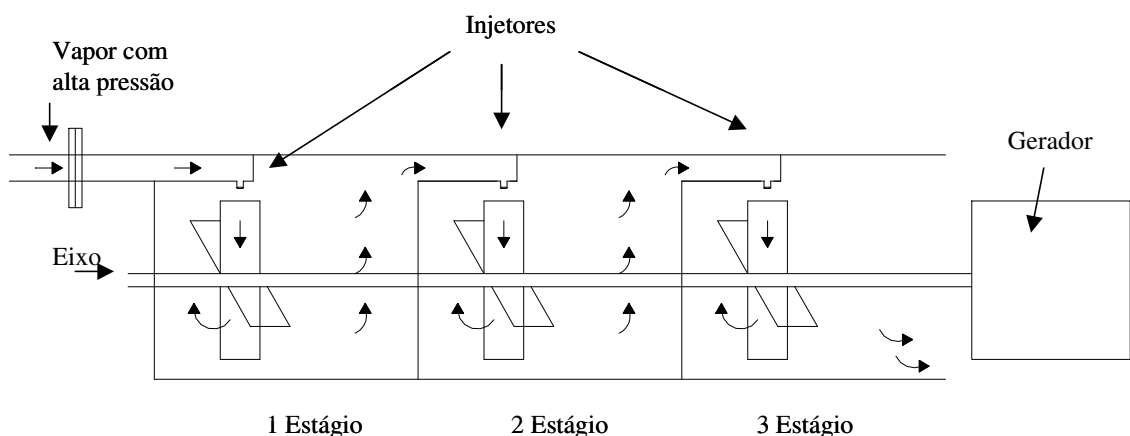 Injetores
Vapor com
alta pressão
Gerador
Eixo
1 Estágio
2 Estágio
3 Estágio